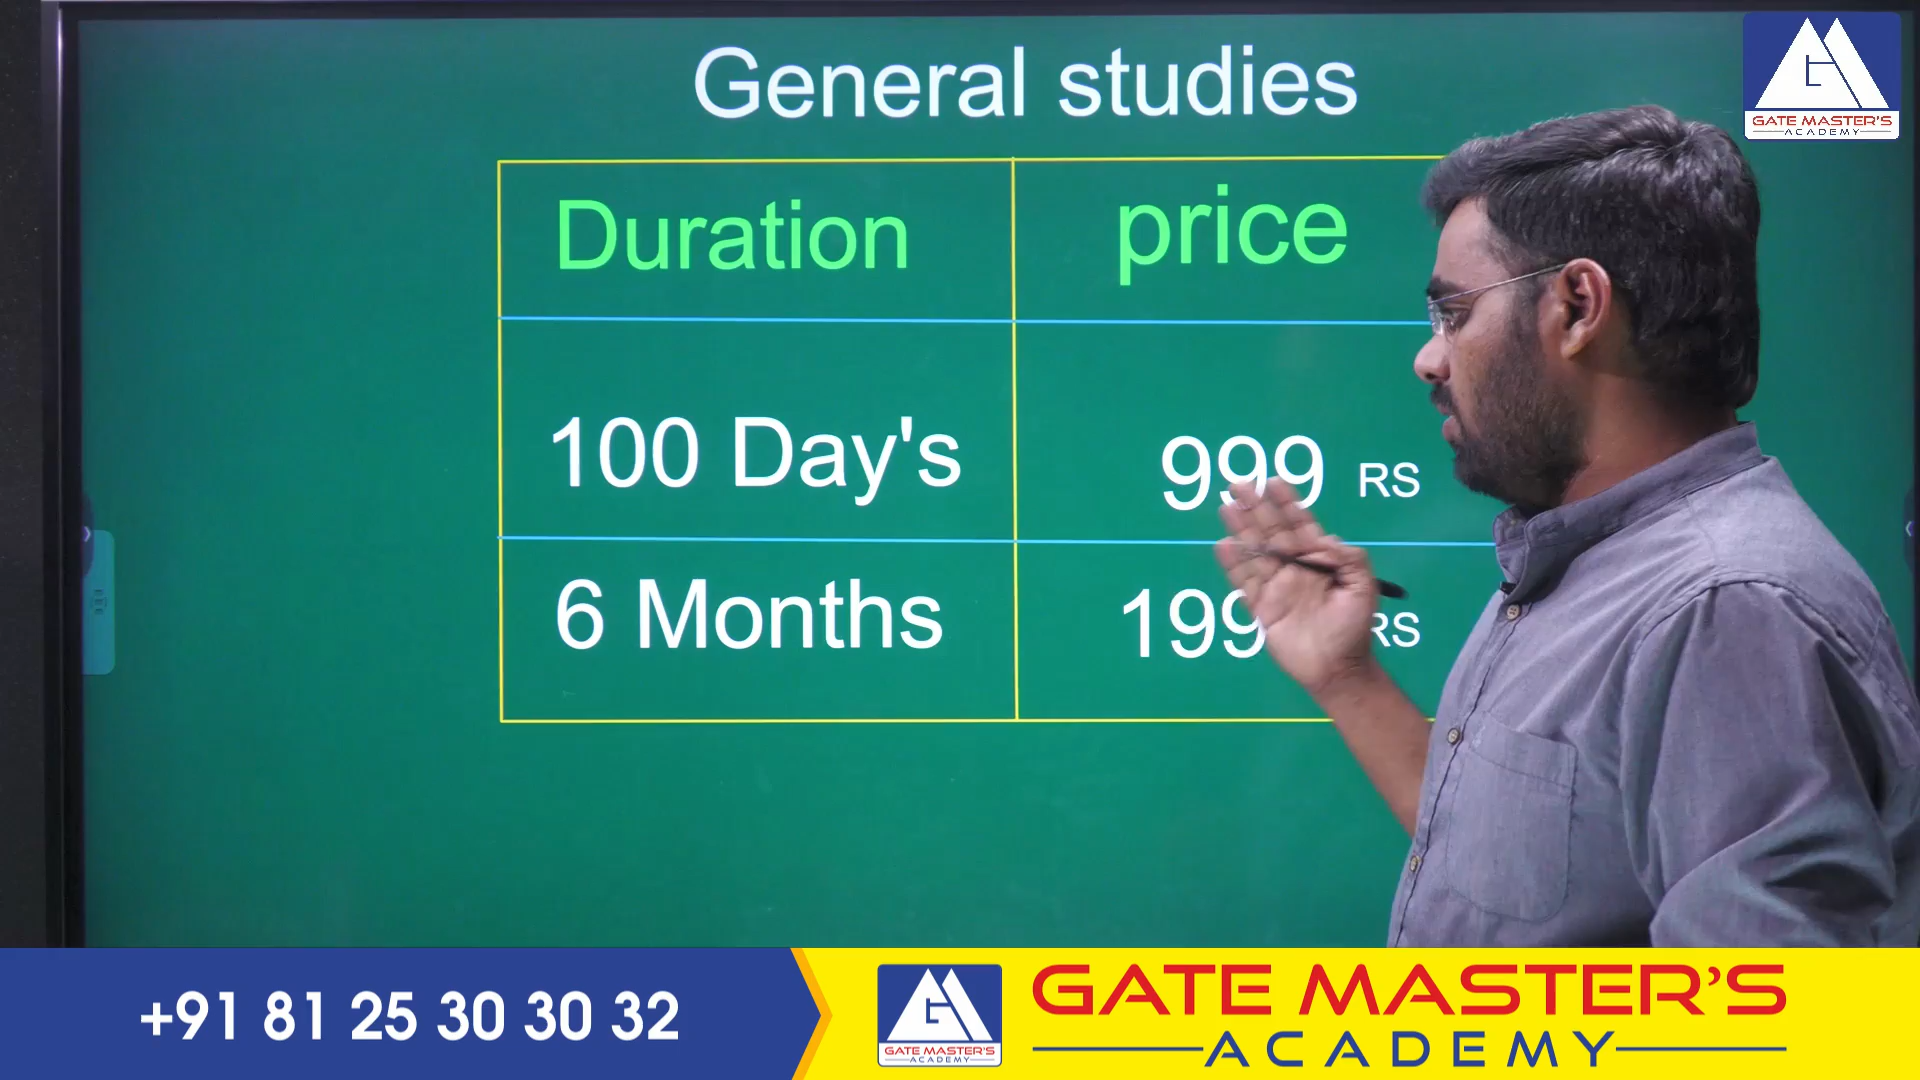 General studies
GATE MASTER'S
ACADEMY
Duration price
100 Day's 999 RS
6 Months RS
+91 81 25 30 30 32
GATE MASTER'S
ACADEMY
GATE MASTER'S
ACADEMY